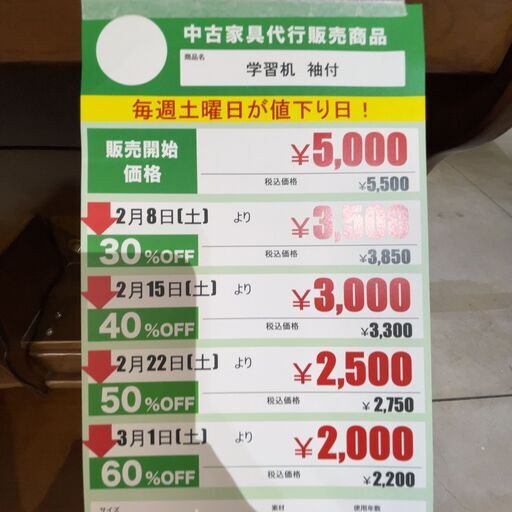 中古家具代行販売商品
商品名
学習机 袖付
毎週土曜日が値下り日！
販売開始
価格
¥5,000
税込価格
¥5,500
2月8日(土) より
¥3,500
30%OFF
税込価格
¥3,850
2月15日(土) より
¥3,000
40%OFF
税込価格
¥3,300
2月22日(土) より
¥2,500
50%OFF
税込価格
¥2,750
3月1日(土) より
¥2,000
60%OFF
税込価格
¥2,200
サイズ 素材 使用年数